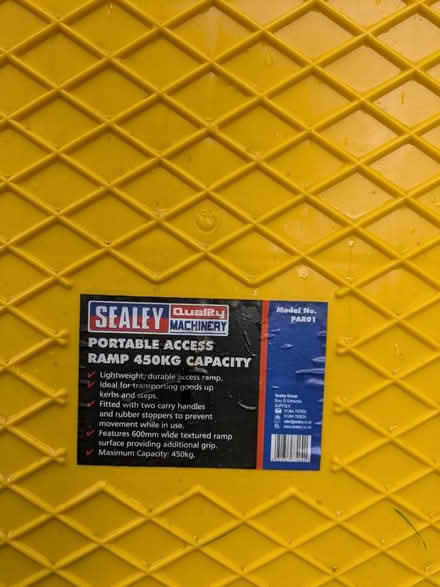 SEALEY Quality
MACHINERY
PORTABLE ACCESS
RAMP 450KG CAPACITY
✓ Lightweight, durable access ramp.
✓ Ideal for transporting goods up
kerbs and steps.
✓ Fitted with two carry handles
and rubber stoppers to prevent
movement while in use.
✓ Features 600mm wide textured ramp
surface providing additional grip.
✓ Maximum Capacity: 450kg.
Model No.
PAR01
Sealey Group